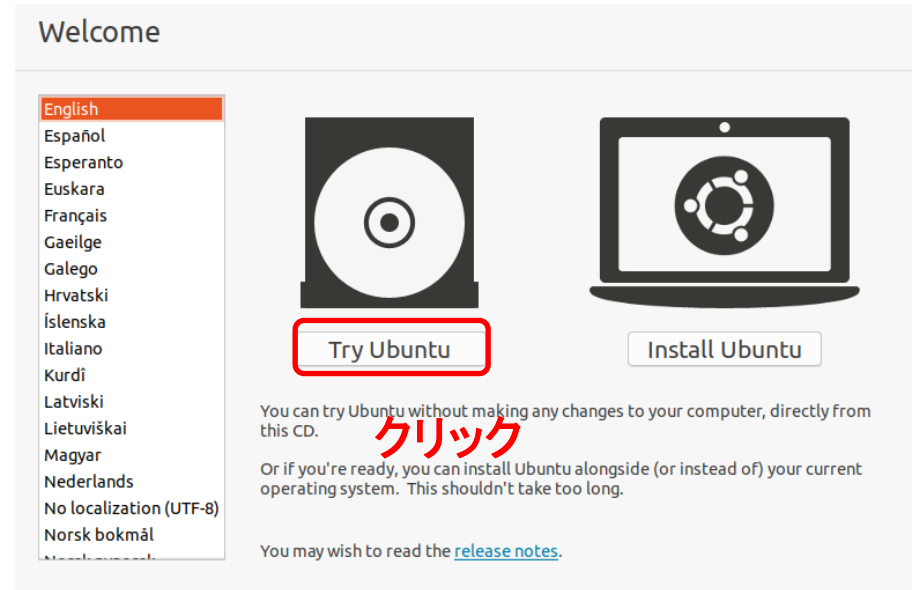 Welcome
English
Español
Esperanto
Euskara
Français
Gaeilge
Galego
Hrvatski
Íslenska
Italiano
Kurdî
Latviski
Lietuviškai
Magyar
Nederlands
No localization (UTF-8)
Norsk bokmål
Try Ubuntu
Install Ubuntu
クリック
You can try Ubuntu without making any changes to your computer, directly from
this CD.
Or if you're ready, you can install Ubuntu alongside (or instead of) your current
operating system.  This shouldn't take too long.
You may wish to read the release notes.